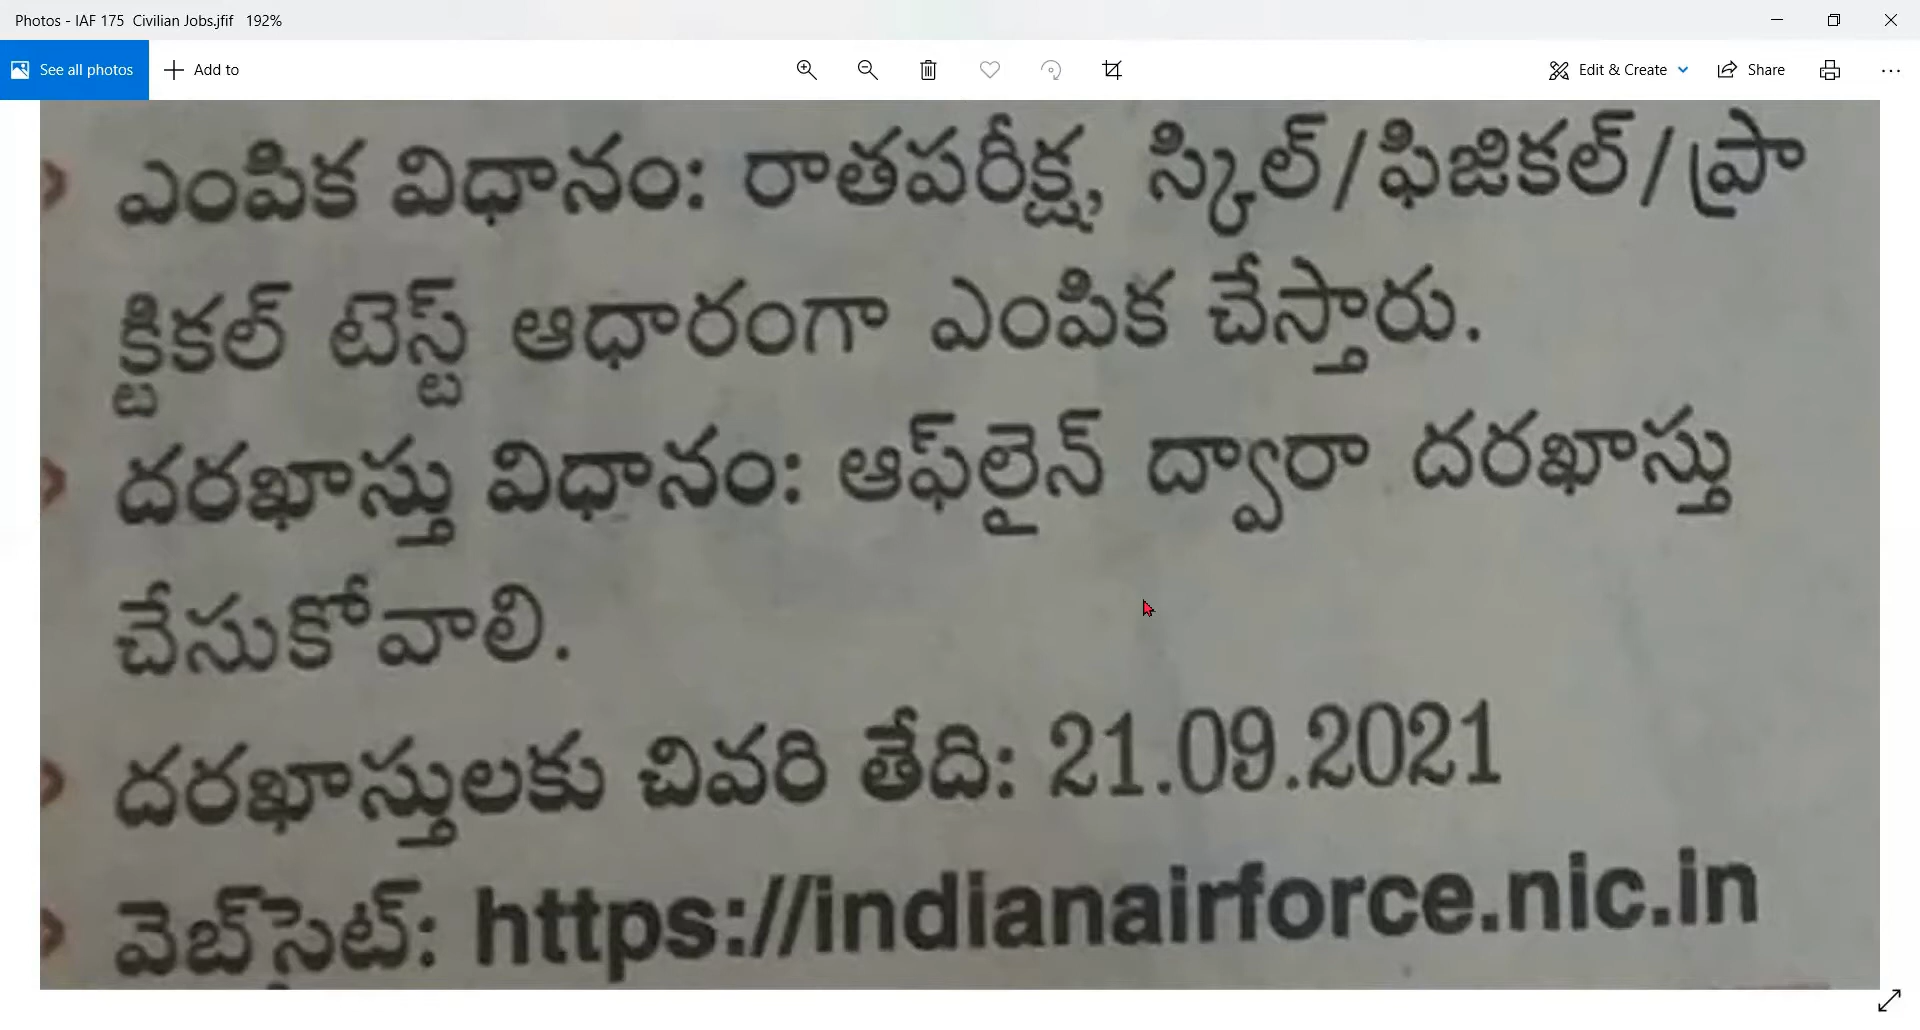 Photos - IAF 175 Civilian Jobs.jfif 192%
See all photos Add to Edit & Create Share
ఎంపిక విధానం: రాతపరీక్ష, స్కిల్/ఫిజికల్/ప్రా
క్టికల్ టెస్ట్ ఆధారంగా ఎంపిక చేస్తారు.
దరఖాస్తు విధానం: ఆఫ్‌లైన్ ద్వారా దరఖాస్తు
చేసుకోవాలి.
దరఖాస్తులకు చివరి తేది: 21.09.2021
వెబ్‌సైట్: https://indianairforce.nic.in